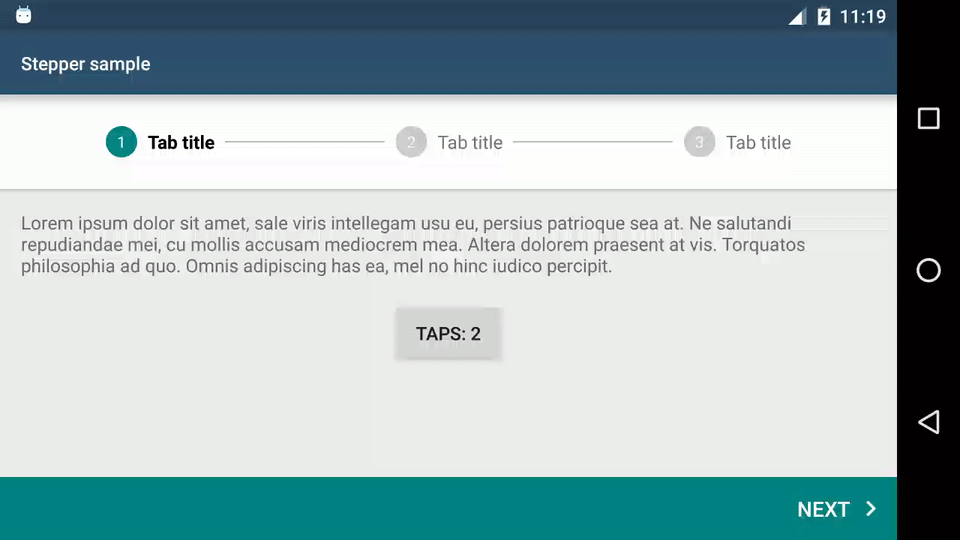 11:19
Stepper sample
1 Tab title 2 Tab title 3 Tab title
Lorem ipsum dolor sit amet, sale viris intellegam usu eu, persius patrioque sea at. Ne salutandi
repudiandae mei, cu mollis accusam mediocrem mea. Altera dolorem praesent at vis. Torquatos
philosophia ad quo. Omnis adipiscing has ea, mel no hinc iudico percipit.
TAPS: 2
NEXT